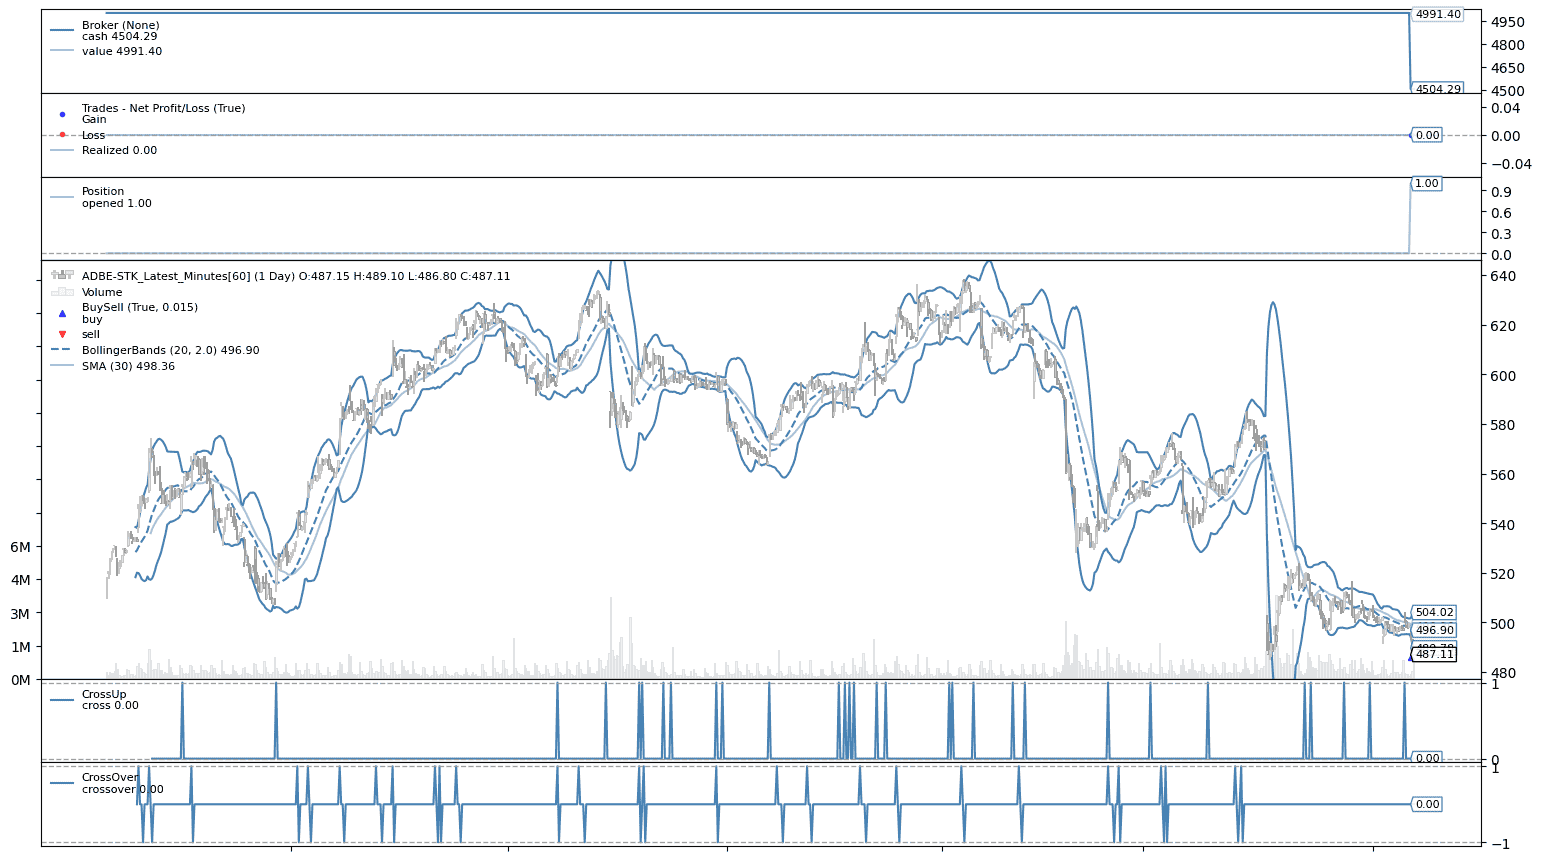 Broker (None)
cash 4504.29
value 4991.40
4991.40
4504.29
4950
4800
4650
4500
Trades - Net Profit/Loss (True)
Gain
Loss
Realized 0.00
0.00
0.04
0.00
−0.04
Position
opened 1.00
1.00
0.9
0.6
0.3
0.0
ADBE-STK_Latest_Minutes[60] (1 Day) O:487.15 H:489.10 L:486.80 C:487.11
Volume
BuySell (True, 0.015)
buy
sell
BollingerBands (20, 2.0) 496.90
SMA (30) 498.36
6M
4M
3M
1M
0M
640
620
600
580
560
540
520
500
480
504.02
496.90
487.11
CrossUp
cross 0.00
0.00
1
0
CrossOver
crossover 0.00
0.00
1
−1